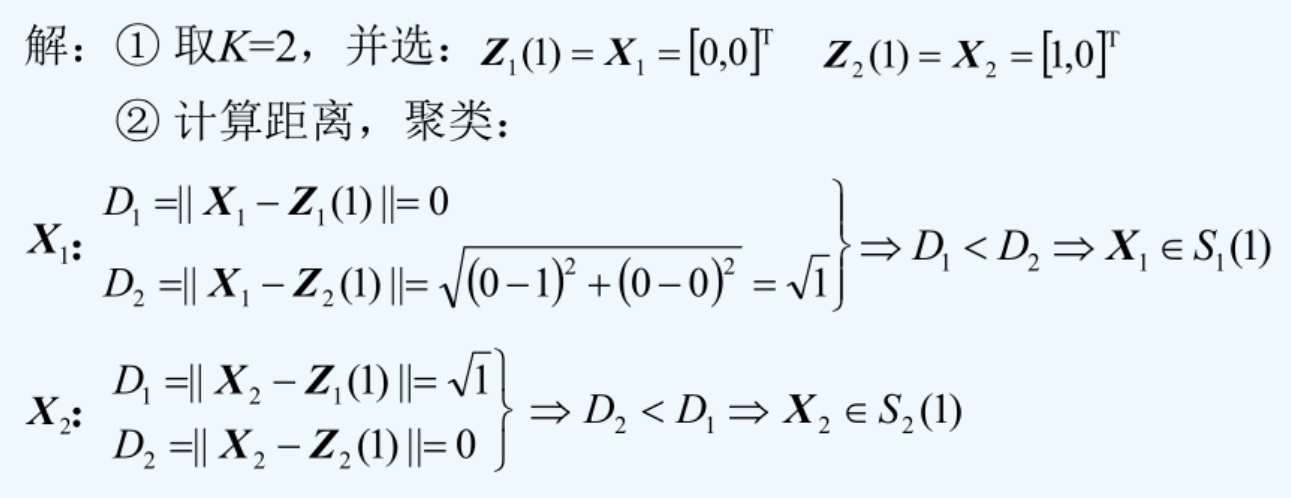 解：① 取K=2，并选：Z₁(1) = X₁ = [0,0]ᵀ Z₂(1) = X₂ = [1,0]ᵀ
② 计算距离，聚类：
X₁: D₁ =|| X₁ − Z₁(1) ||= 0
D₂ =|| X₁ − Z₂(1) ||= √((0−1)² + (0−0)²) = √1 } ⇒ D₁ < D₂ ⇒ X₁ ∈ S₁(1)
X₂: D₁ =|| X₂ − Z₁(1) ||= √1
D₂ =|| X₂ − Z₂(1) ||= 0 } ⇒ D₂ < D₁ ⇒ X₂ ∈ S₂(1)